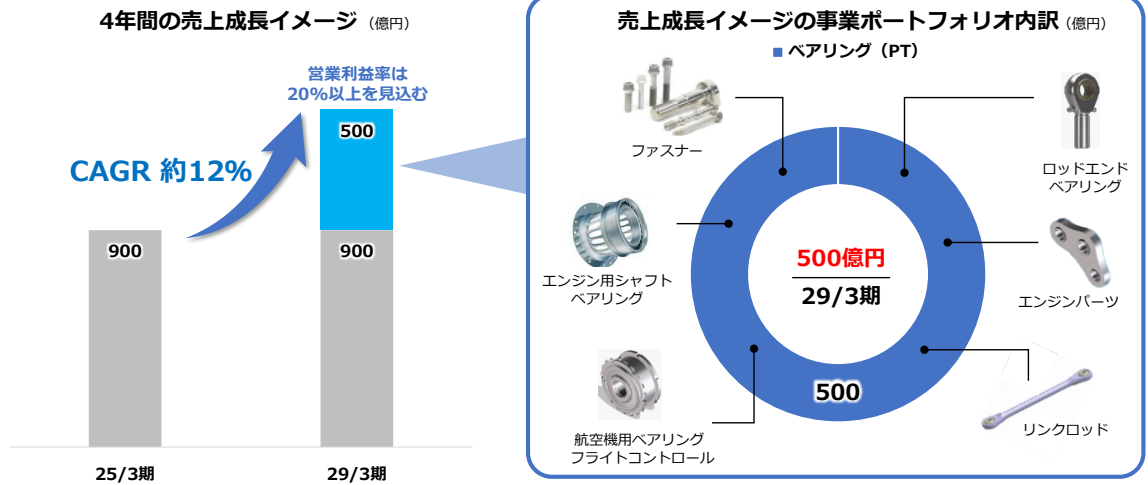 4年間の売上成長イメージ（億円）
営業利益率は
20%以上を見込む
500
CAGR 約12%
900
900
25/3期
29/3期
売上成長イメージの事業ポートフォリオ内訳（億円）
■ ベアリング（PT）
ファスナー
ロッドエンド
ベアリング
エンジン用シャフト
ベアリング
500億円
29/3期
エンジンパーツ
500
航空機用ベアリング
フライトコントロール
リンクロッド